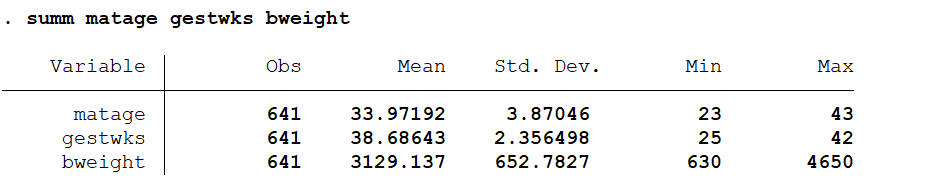 . summ matage gestwks bweight
Variable Obs Mean Std. Dev. Min Max
matage 641 33.97192 3.87046 23 43
gestwks 641 38.68643 2.356498 25 42
bweight 641 3129.137 652.7827 630 4650